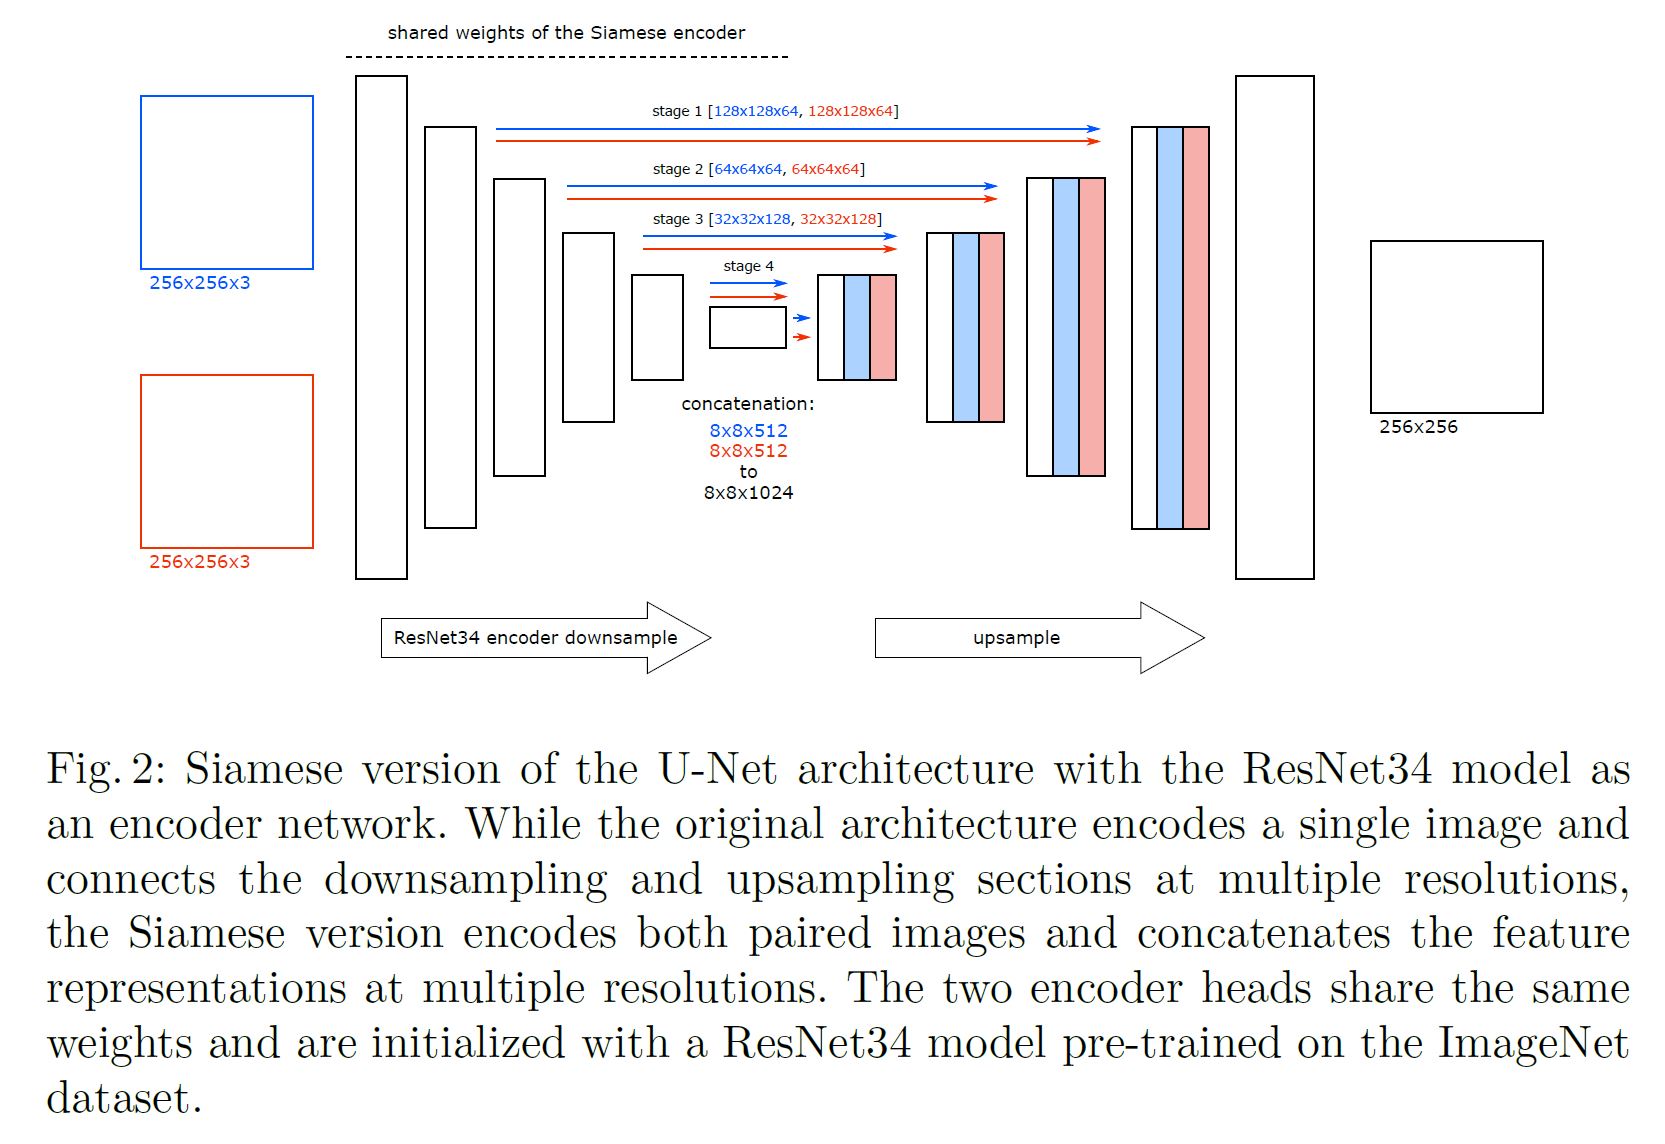 shared weights of the Siamese encoder
256x256x3
256x256x3
stage 1 [128x128x64, 128x128x64]
stage 2 [64x64x64, 64x64x64]
stage 3 [32x32x128, 32x32x128]
stage 4
concatenation:
8x8x512
8x8x512
to
8x8x1024
256x256
ResNet34 encoder downsample
upsample
Fig. 2: Siamese version of the U-Net architecture with the ResNet34 model as
an encoder network. While the original architecture encodes a single image and
connects the downsampling and upsampling sections at multiple resolutions,
the Siamese version encodes both paired images and concatenates the feature
representations at multiple resolutions. The two encoder heads share the same
weights and are initialized with a ResNet34 model pre-trained on the ImageNet
dataset.